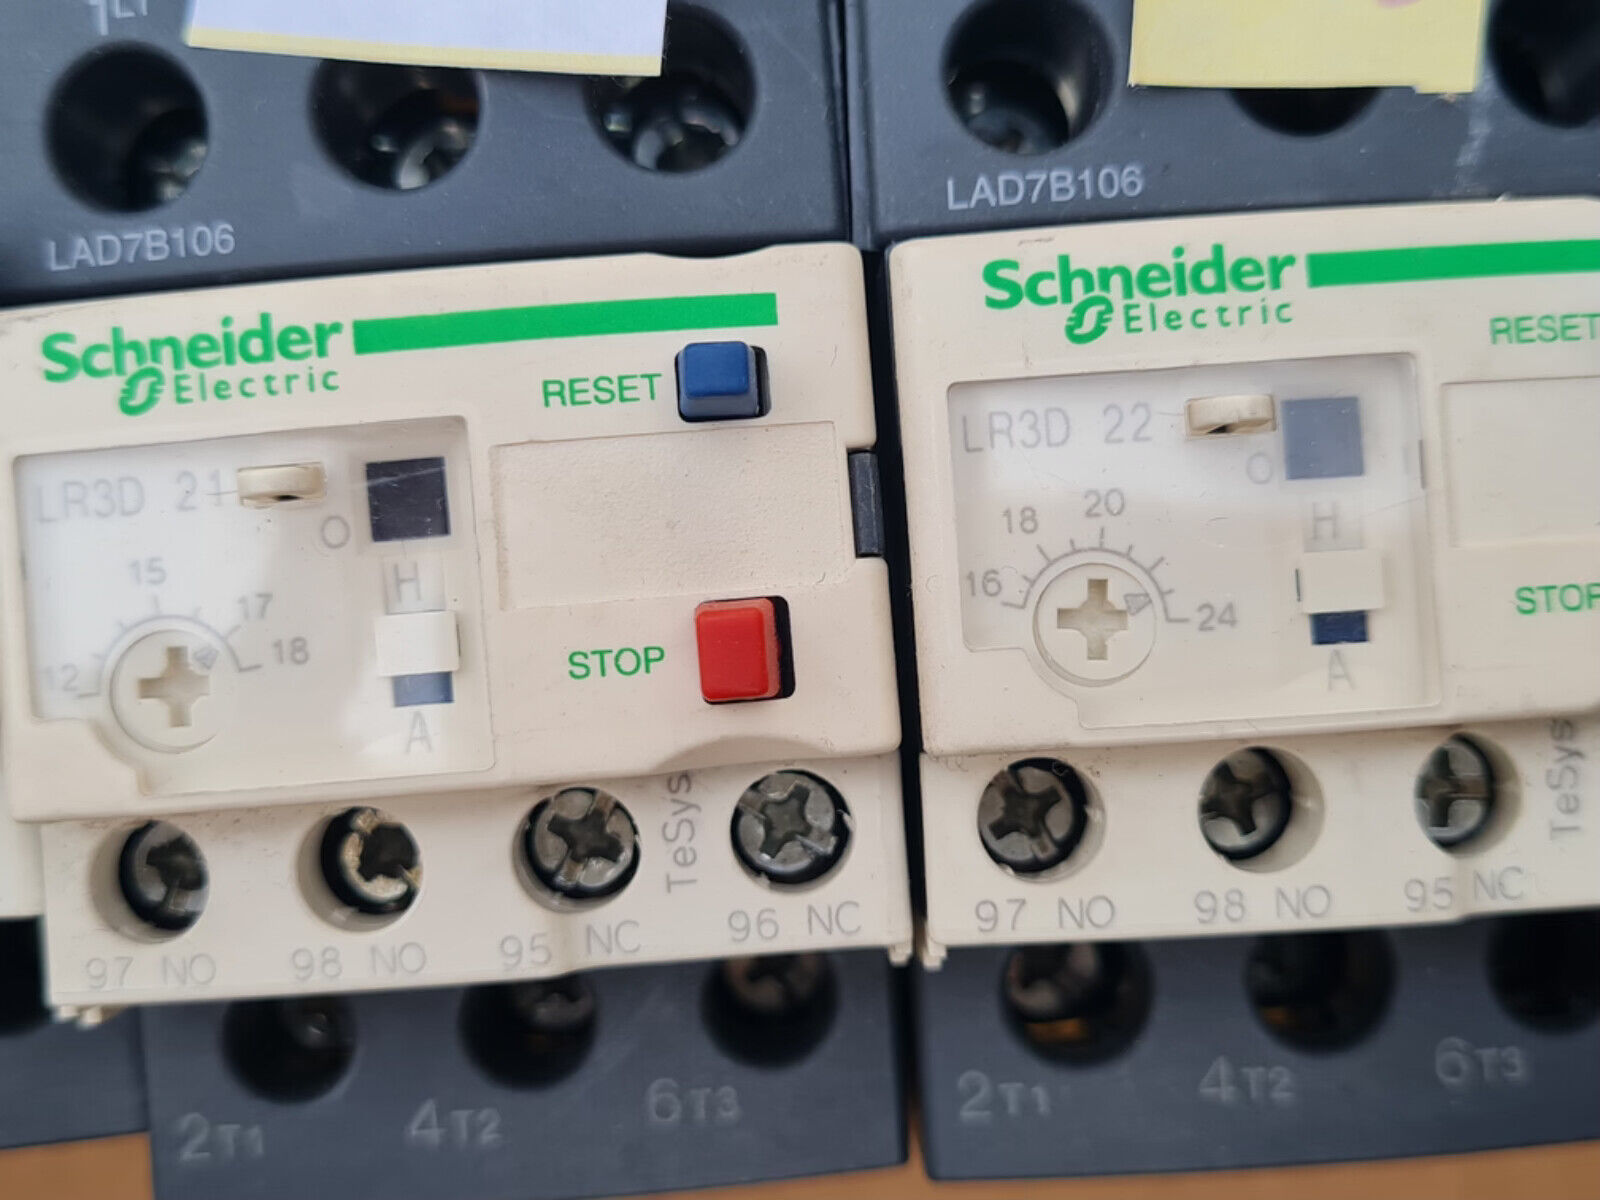 1L1
LAD7B106
Schneider
Electric
RESET
LR3D 21
O
H
15
17
12
18
A
STOP
TeSys
97 NO
98 NO
95 NC
96 NC
2T1
4T2
6T3
LAD7B106
Schneider
Electric
RESET
LR3D 22
O
H
20
18
16
24
A
STOP
TeSys
97 NO
98 NO
95 NC
2T1
4T2
6T3